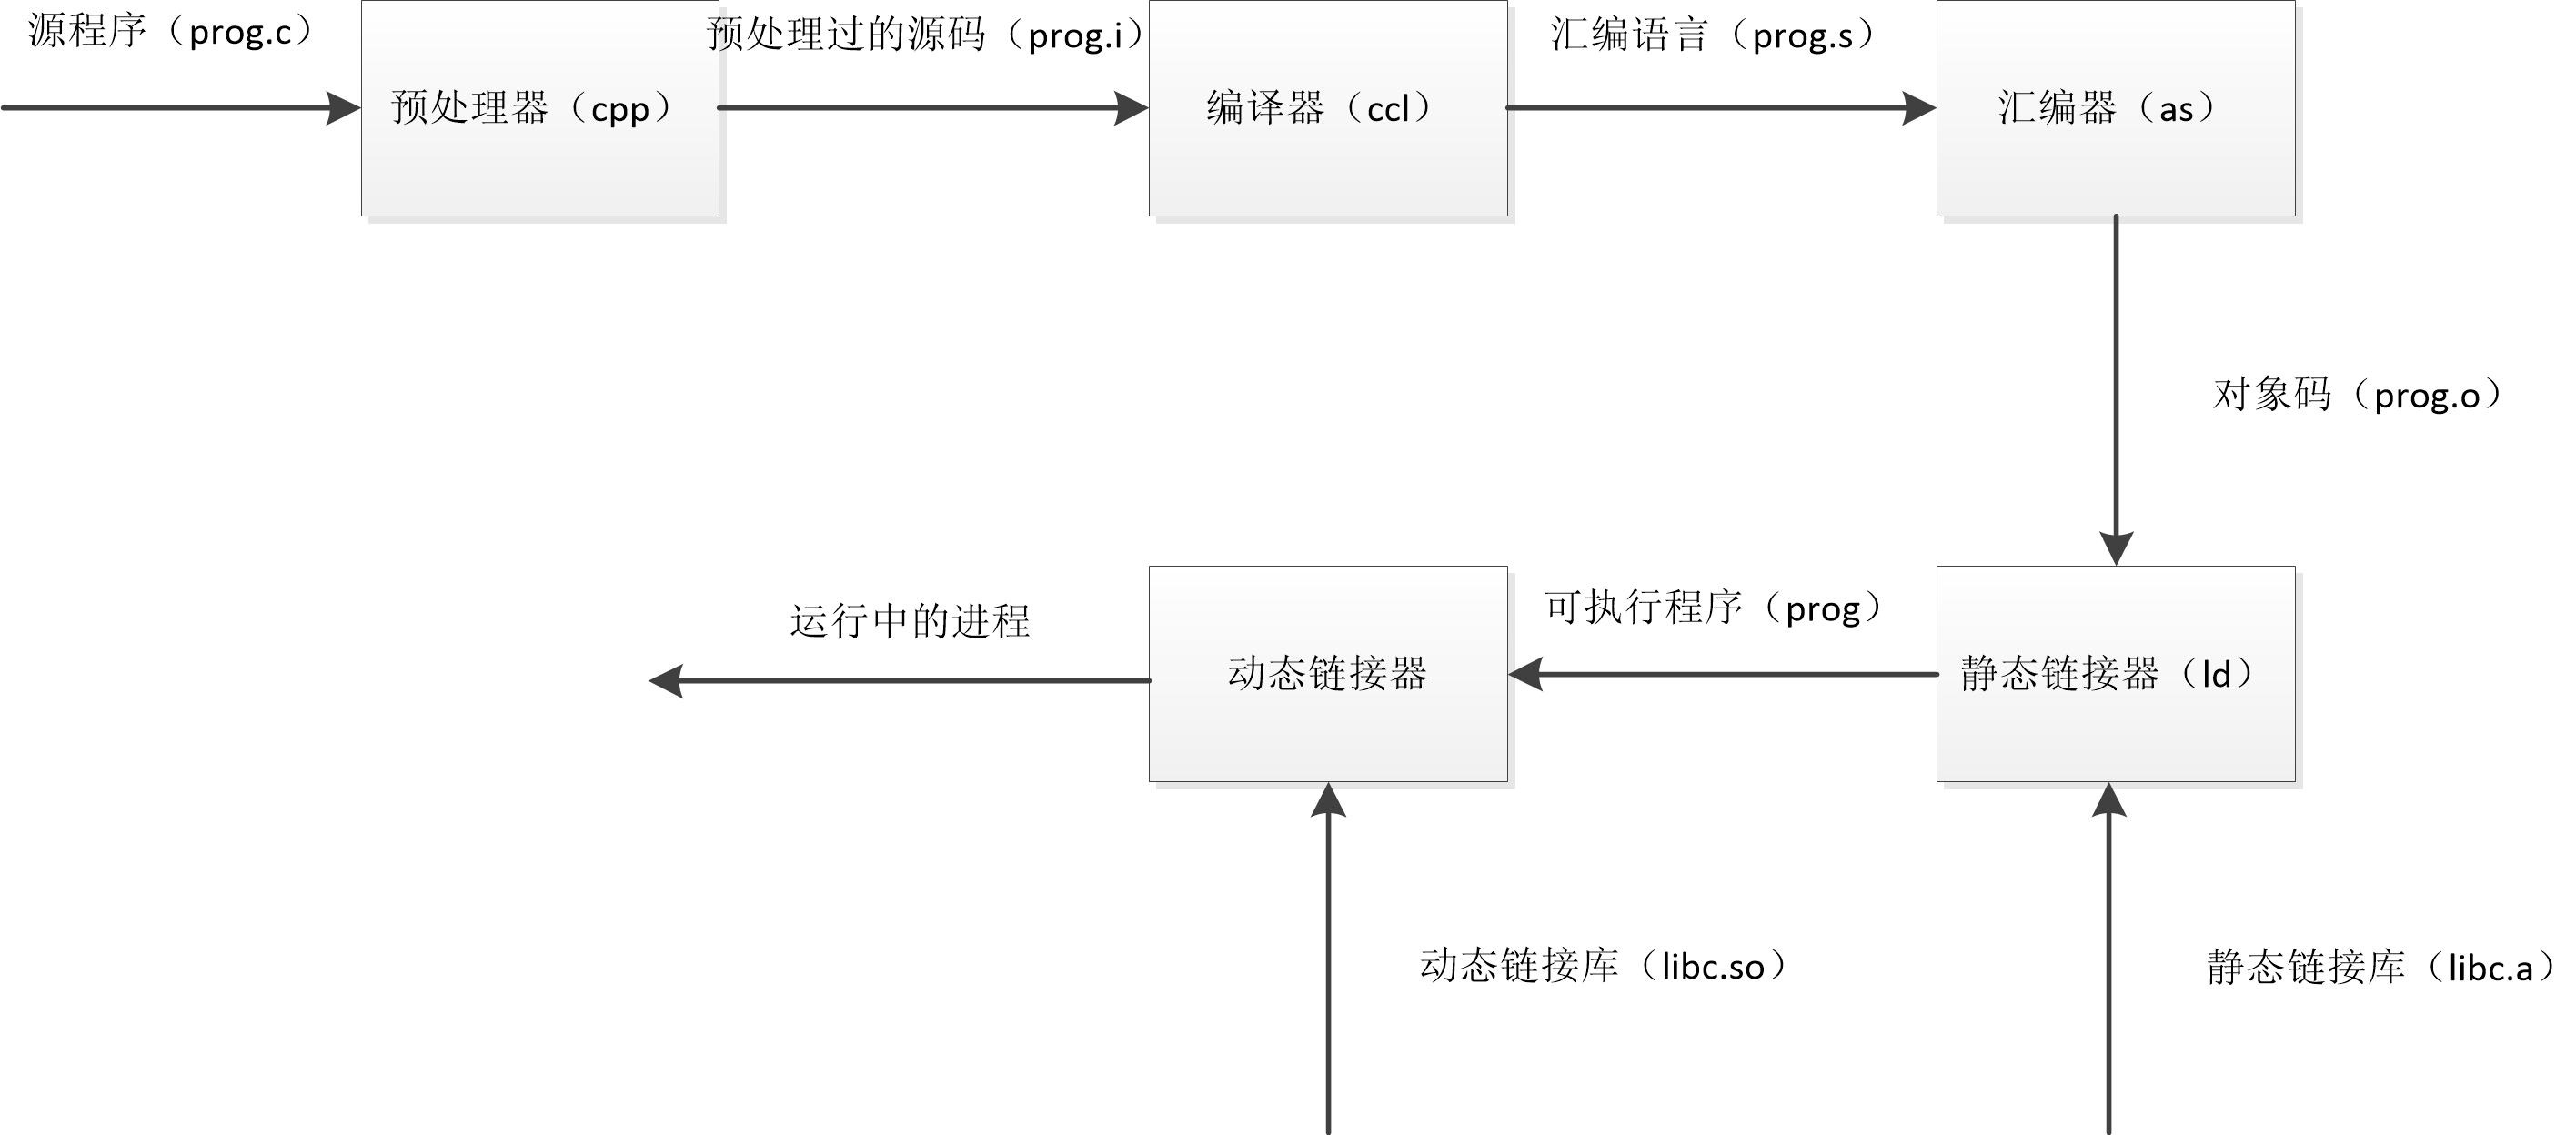 源程序（prog.c）
预处理过的源码（prog.i）
汇编语言（prog.s）
预处理器（cpp）
编译器（ccl）
汇编器（as）
对象码（prog.o）
可执行程序（prog）
运行中的进程
动态链接器
静态链接器（ld）
动态链接库（libc.so）
静态链接库（libc.a）